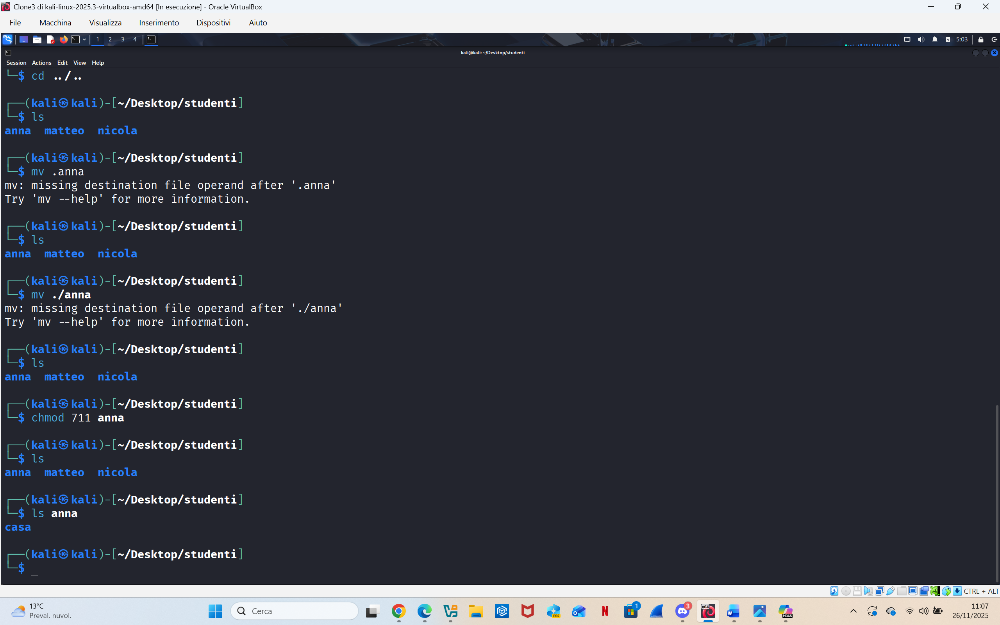 Clone3 di kali-linux-2025.3-virtualbox-amd64 [In esecuzione] - Oracle VirtualBox
File Macchina Visualizza Inserimento Dispositivi Aiuto
1 2 3 4 5:03
kali@kali: ~/Desktop/studenti
Session Actions Edit View Help
└─$ cd ../..
┌──(kali㉿kali)-[~/Desktop/studenti]
└─$ ls
anna matteo nicola
┌──(kali㉿kali)-[~/Desktop/studenti]
└─$ mv .anna
mv: missing destination file operand after '.anna'
Try 'mv --help' for more information.
┌──(kali㉿kali)-[~/Desktop/studenti]
└─$ ls
anna matteo nicola
┌──(kali㉿kali)-[~/Desktop/studenti]
└─$ mv ./anna
mv: missing destination file operand after './anna'
Try 'mv --help' for more information.
┌──(kali㉿kali)-[~/Desktop/studenti]
└─$ ls
anna matteo nicola
┌──(kali㉿kali)-[~/Desktop/studenti]
└─$ chmod 711 anna
┌──(kali㉿kali)-[~/Desktop/studenti]
└─$ ls
anna matteo nicola
┌──(kali㉿kali)-[~/Desktop/studenti]
└─$ ls anna
casa
┌──(kali㉿kali)-[~/Desktop/studenti]
└─$ _
CTRL + ALT
13°C
Preval. nuvol.
Cerca
PRE
N
1
3
x64
W
M365
11:07
26/11/2025